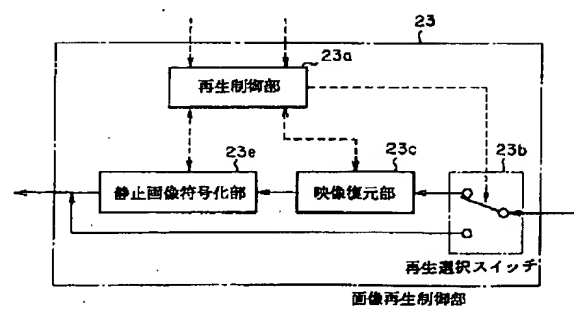 23
23a
再生制御部
23e
23c
23b
静止画像符号化部
映像復元部
再生選択スイッチ
画像再生制御部